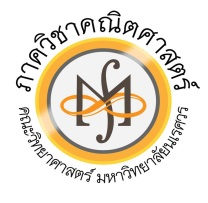 ภาควิชาคณิตศาสตร์
M
คณะวิทยาศาสตร์ มหาวิทยาลัยนเรศวร